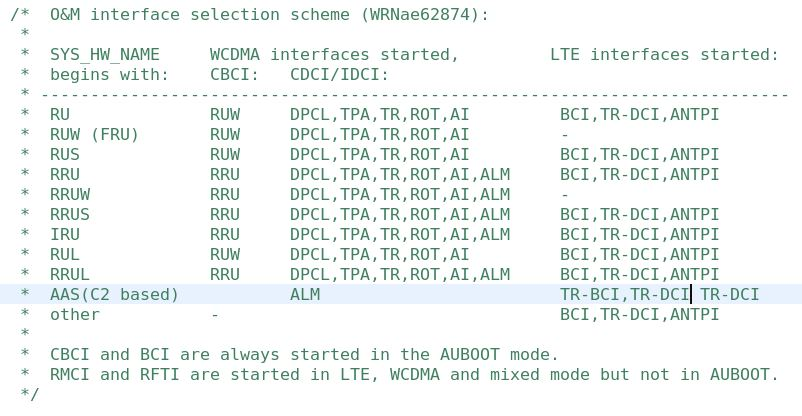 /*  O&M interface selection scheme (WRNae62874):
 *
 *  SYS_HW_NAME     WCDMA interfaces started,         LTE interfaces started:
 *  begins with:    CBCI:   CDCI/IDCI:
 * ---------------------------------------------------------------------------
 *  RU              RUW     DPCL,TPA,TR,ROT,AI         BCI,TR-DCI,ANTPI
 *  RUW (FRU)       RUW     DPCL,TPA,TR,ROT,AI         -
 *  RUS             RUW     DPCL,TPA,TR,ROT,AI         BCI,TR-DCI,ANTPI
 *  RRU             RRU     DPCL,TPA,TR,ROT,AI,ALM     BCI,TR-DCI,ANTPI
 *  RRUW            RRU     DPCL,TPA,TR,ROT,AI,ALM     -
 *  RRUS            RRU     DPCL,TPA,TR,ROT,AI,ALM     BCI,TR-DCI,ANTPI
 *  IRU             RRU     DPCL,TPA,TR,ROT,AI,ALM     BCI,TR-DCI,ANTPI
 *  RUL             RUW     DPCL,TPA,TR,ROT,AI         BCI,TR-DCI,ANTPI
 *  RRUL            RRU     DPCL,TPA,TR,ROT,AI,ALM     BCI,TR-DCI,ANTPI
 *  AAS(C2 based)           ALM                        TR-BCI,TR-DCI TR-DCI
 *  other           -                                  BCI,TR-DCI,ANTPI
 *
 *  CBCI and BCI are always started in the AUBOOT mode.
 *  RMCI and RFTI are started in LTE, WCDMA and mixed mode but not in AUBOOT.
 */